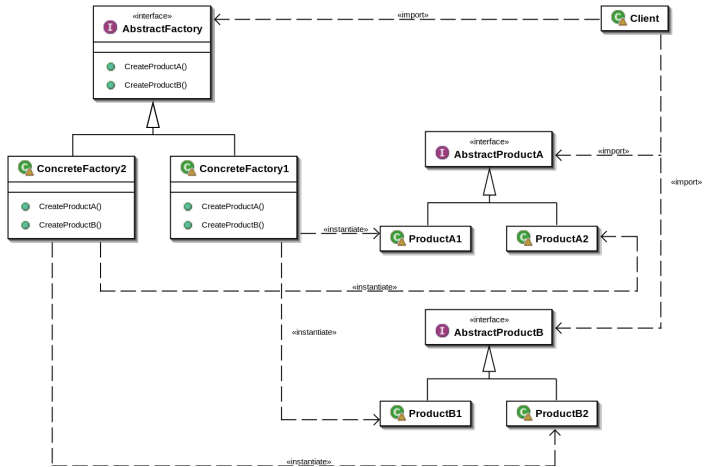 «interface»
I AbstractFactory
CreateProductA()
CreateProductB()
«import»
C Client
C ConcreteFactory2
CreateProductA()
CreateProductB()
C ConcreteFactory1
CreateProductA()
CreateProductB()
«interface»
I AbstractProductA
«import»
«import»
«instantiate»
C ProductA1
C ProductA2
«instantiate»
«interface»
I AbstractProductB
«instantiate»
C ProductB1
C ProductB2
«instantiate»